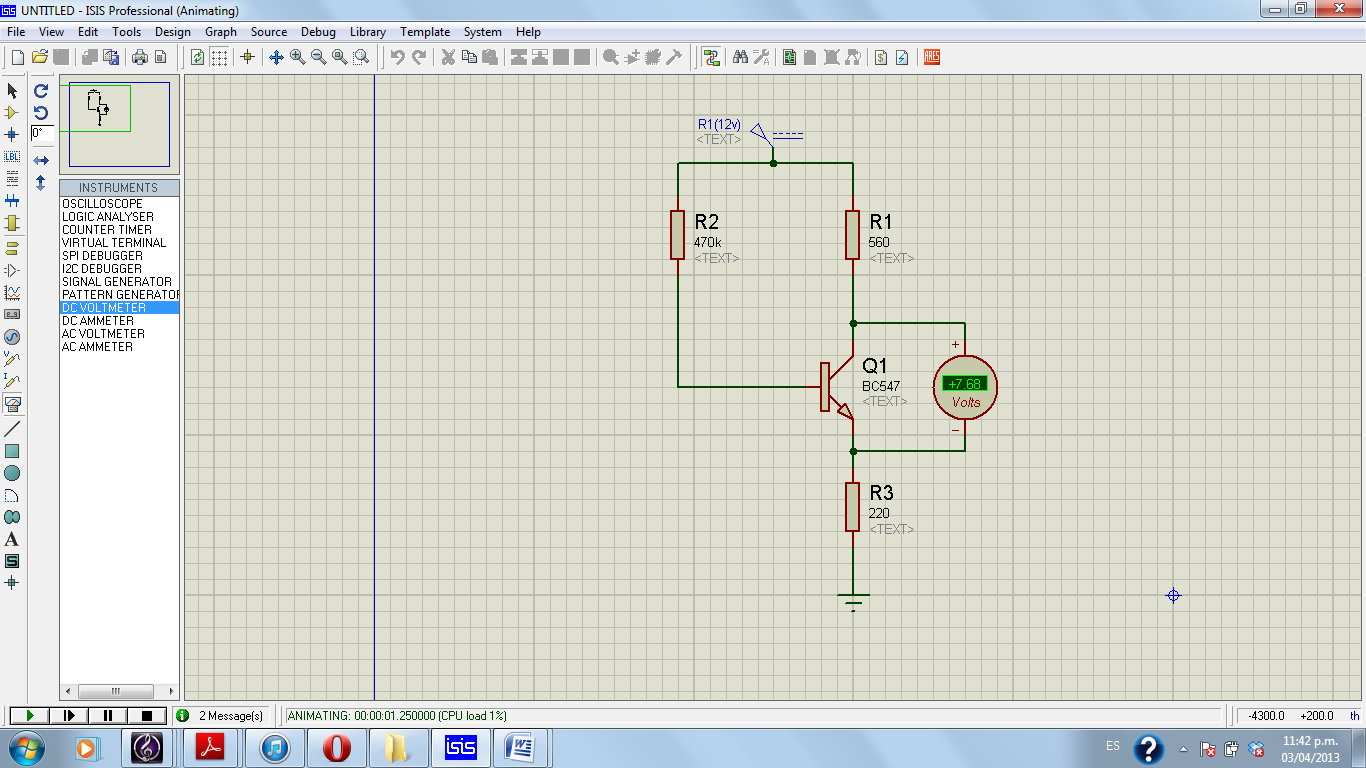 UNTITLED - ISIS Professional (Animating)
File View Edit Tools Design Graph Source Debug Library Template System Help
ARES
0°
LBL
INSTRUMENTS
OSCILLOSCOPE
LOGIC ANALYSER
COUNTER TIMER
VIRTUAL TERMINAL
SPI DEBUGGER
I2C DEBUGGER
SIGNAL GENERATOR
PATTERN GENERATOR
DC VOLTMETER
DC AMMETER
AC VOLTMETER
AC AMMETER
R1(12v)
<TEXT>
R2
470k
<TEXT>
R1
560
<TEXT>
Q1
BC547
<TEXT>
+
+7.68
Volts
−
R3
220
<TEXT>
2 Message(s)
ANIMATING: 00:00:01.250000 (CPU load 1%)
-4300.0 +200.0 th
isis
ES
11:42 p.m.
03/04/2013